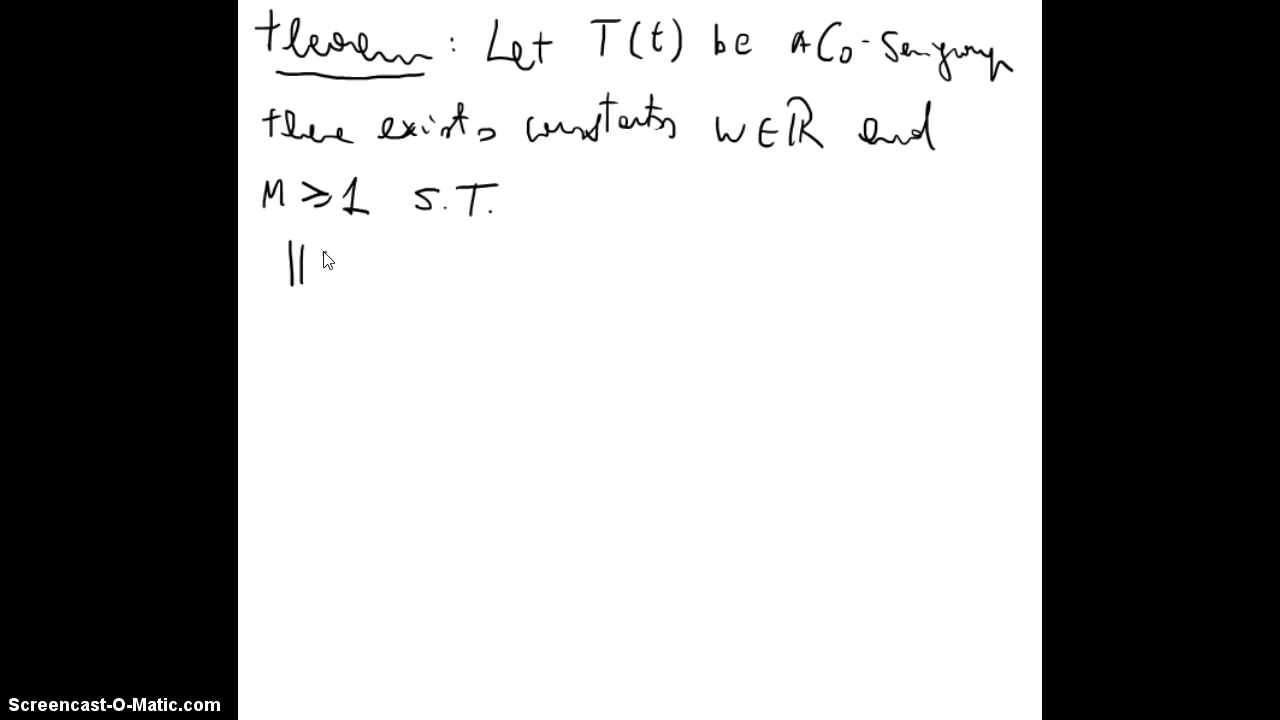 theorem : Let T(t) be a C₀-Semigroup
there exists constants w∈ℝ and
M ≥ 1 S.T.
||
Screencast-O-Matic.com